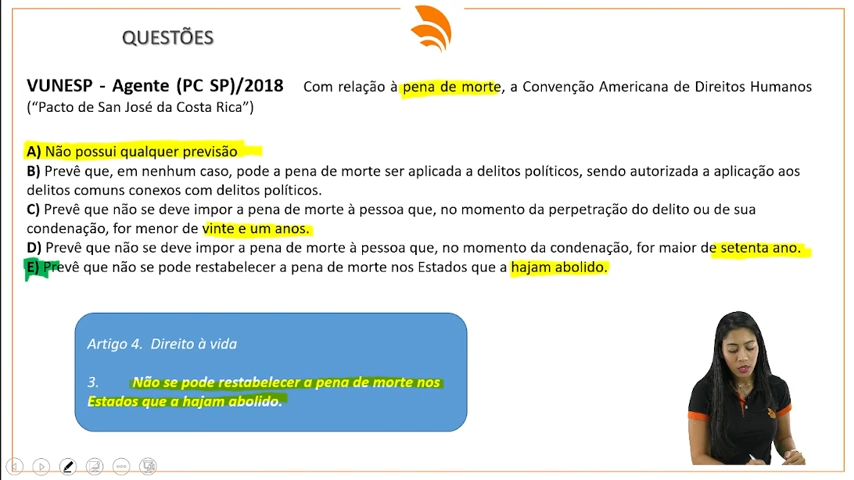 QUESTÕES
VUNESP - Agente (PC SP)/2018 Com relação à pena de morte, a Convenção Americana de Direitos Humanos
("Pacto de San José da Costa Rica")
A) Não possui qualquer previsão
B) Prevê que, em nenhum caso, pode a pena de morte ser aplicada a delitos políticos, sendo autorizada a aplicação aos
delitos comuns conexos com delitos políticos.
C) Prevê que não se deve impor a pena de morte à pessoa que, no momento da perpetração do delito ou de sua
condenação, for menor de vinte e um anos.
D) Prevê que não se deve impor a pena de morte à pessoa que, no momento da condenação, for maior de setenta ano.
E) Prevê que não se pode restabelecer a pena de morte nos Estados que a hajam abolido.
Artigo 4. Direito à vida
3. Não se pode restabelecer a pena de morte nos
Estados que a hajam abolido.